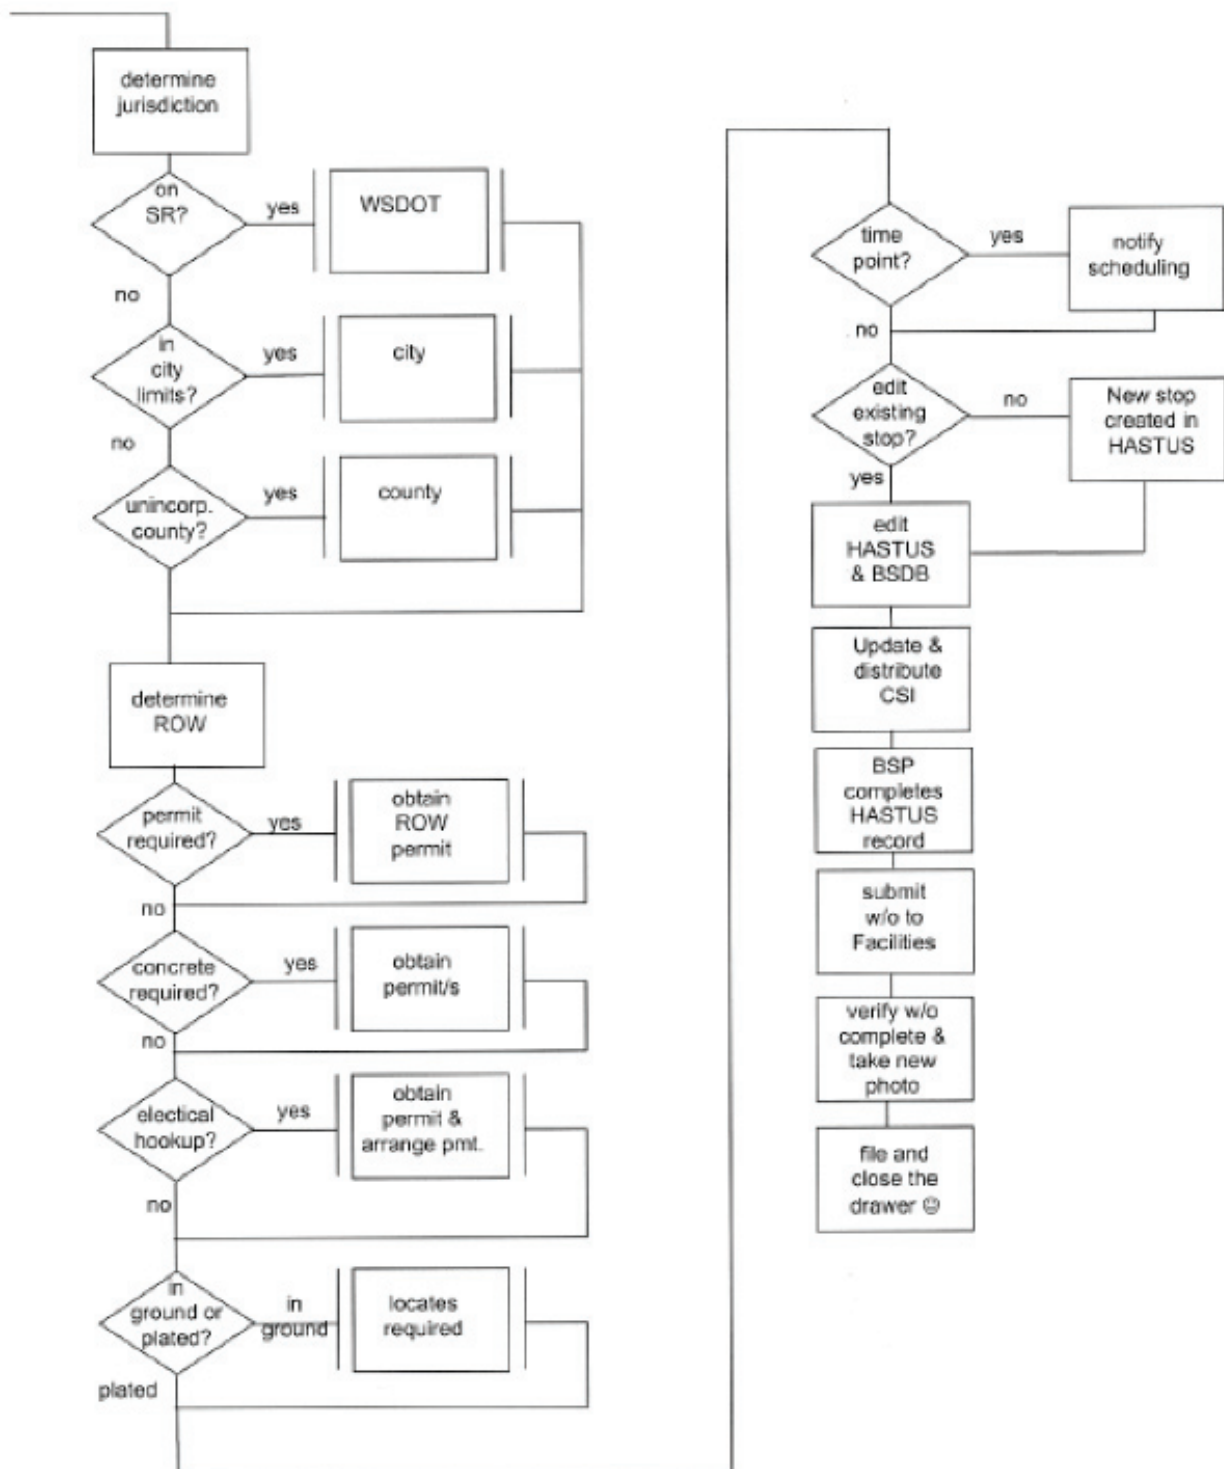 determine
jurisdiction
on
SR?
yes
WSDOT
no
in
city
limits?
yes
city
no
unincorp.
county?
yes
county
determine
ROW
permit
required?
yes
obtain
ROW
permit
no
concrete
required?
yes
obtain
permit/s
no
electical
hookup?
yes
obtain
permit &
arrange pmt.
no
in
ground or
plated?
in
ground
locates
required
plated
time
point?
yes
notify
scheduling
no
edit
existing
stop?
no
New stop
created in
HASTUS
yes
edit
HASTUS
& BSDB
Update &
distribute
CSI
BSP
completes
HASTUS
record
submit
w/o to
Facilities
verify w/o
complete &
take new
photo
file and
close the
drawer ☺